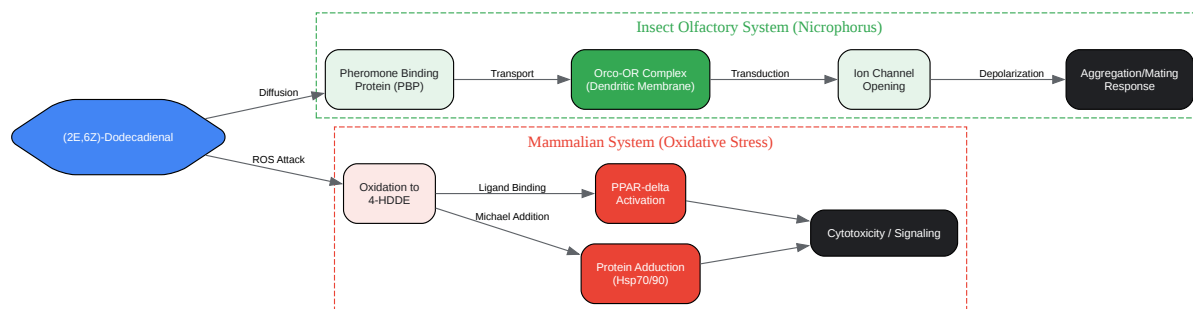 Insect Olfactory System (Nicrophorus)
Pheromone Binding
Protein (PBP)
Transport
Orco-OR Complex
(Dendritic Membrane)
Transduction
Ion Channel
Opening
Depolarization
Aggregation/Mating
Response
Diffusion
(2E,6Z)-Dodecadienal
ROS Attack
Mammalian System (Oxidative Stress)
Oxidation to
4-HDDE
Ligand Binding
PPAR-delta
Activation
Michael Addition
Protein Adduction
(Hsp70/90)
Cytotoxicity / Signaling